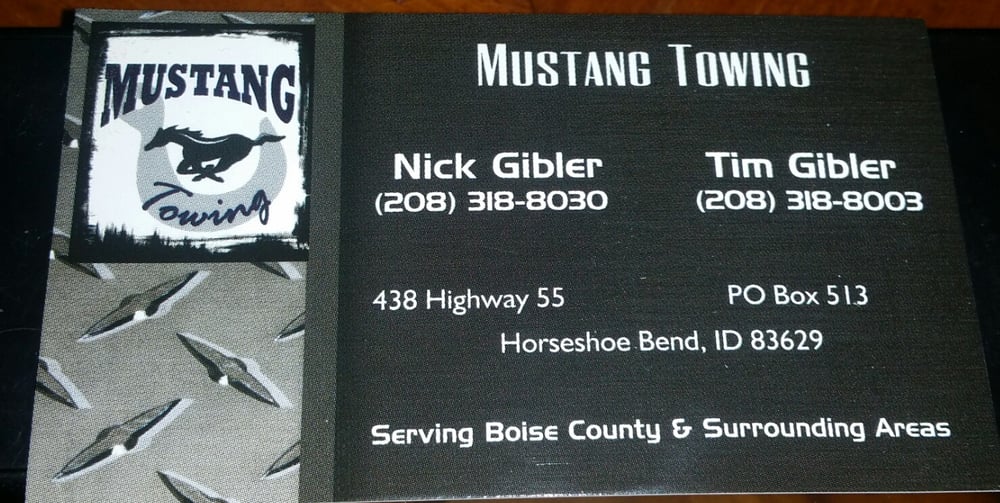 MUSTANG
Towing
MUSTANG TOWING
Nick Gibler
(208) 318-8030
Tim Gibler
(208) 318-8003
438 Highway 55
PO Box 513
Horseshoe Bend, ID 83629
Serving Boise County & Surrounding Areas